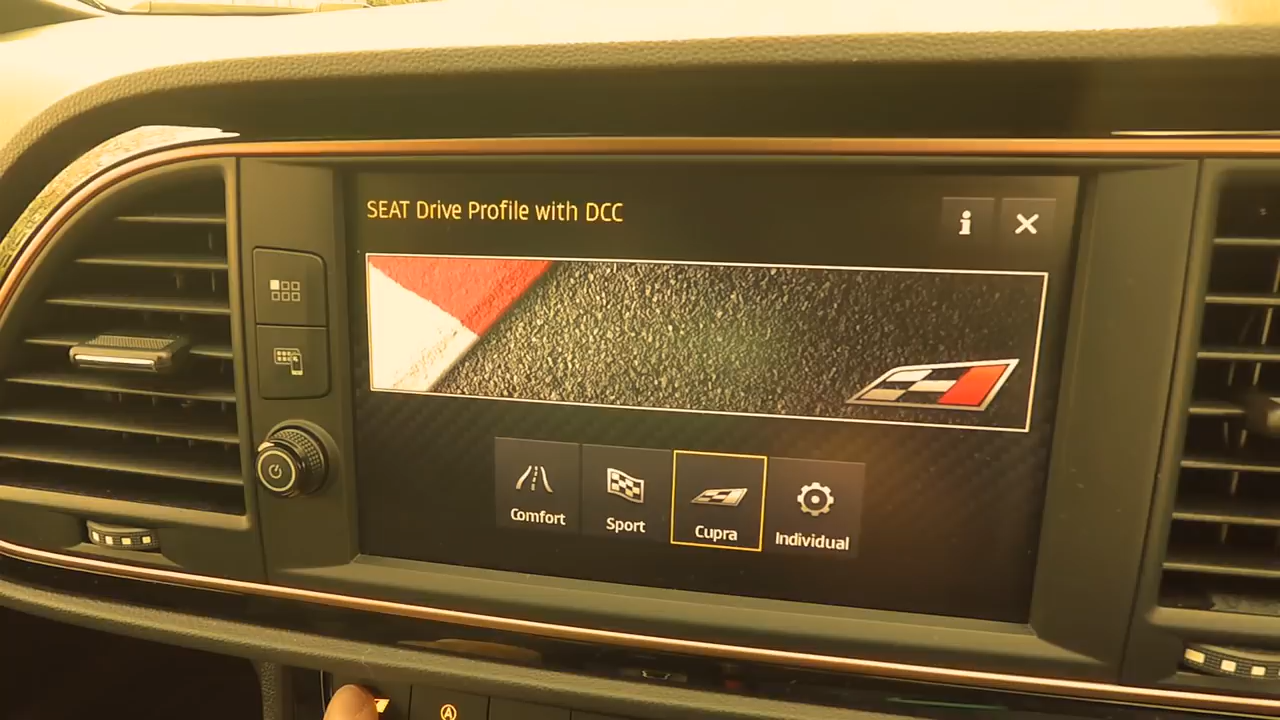 SEAT Drive Profile with DCC
Comfort
Sport
Cupra
Individual
A